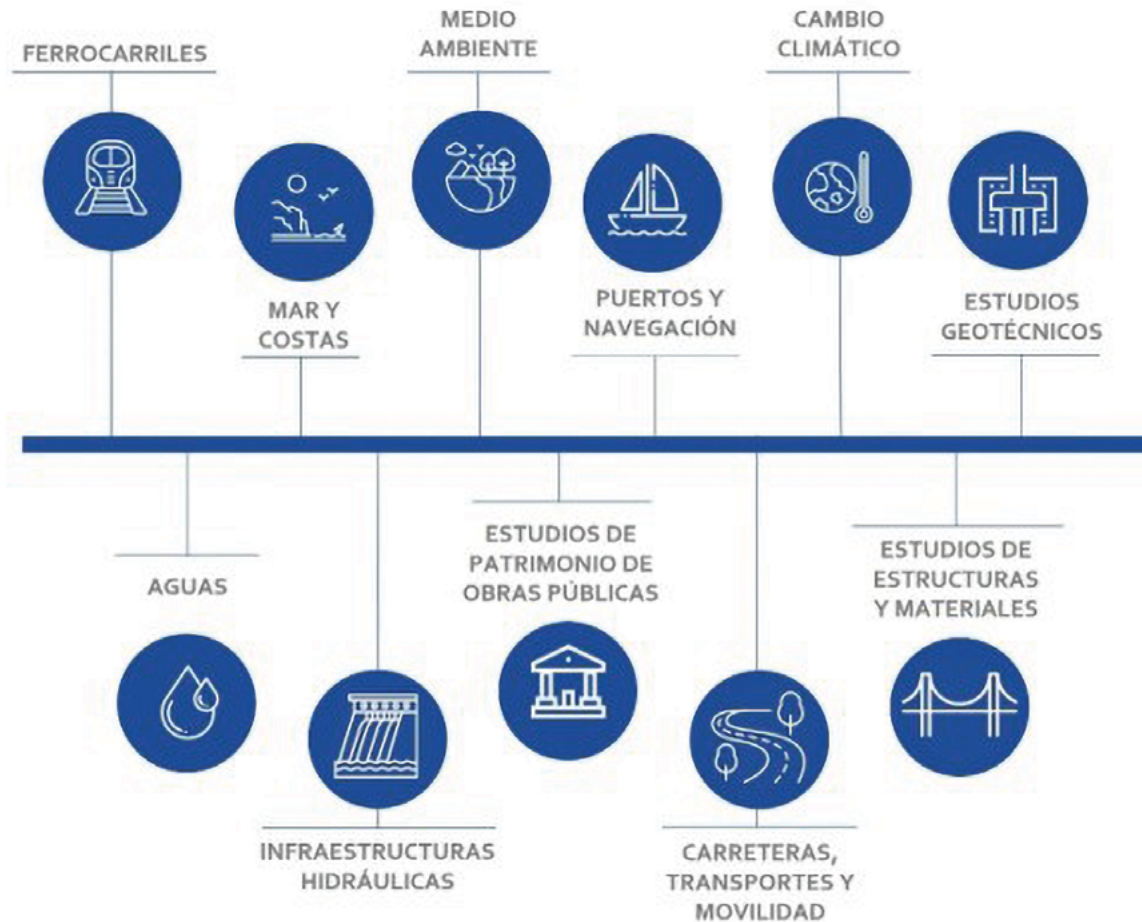 FERROCARRILES
MEDIO
AMBIENTE
CAMBIO
CLIMÁTICO
MAR Y
COSTAS
PUERTOS Y
NAVEGACIÓN
ESTUDIOS
GEOTÉCNICOS
AGUAS
ESTUDIOS DE
PATRIMONIO DE
OBRAS PÚBLICAS
ESTUDIOS DE
ESTRUCTURAS
Y MATERIALES
INFRAESTRUCTURAS
HIDRÁULICAS
CARRETERAS,
TRANSPORTES Y
MOVILIDAD